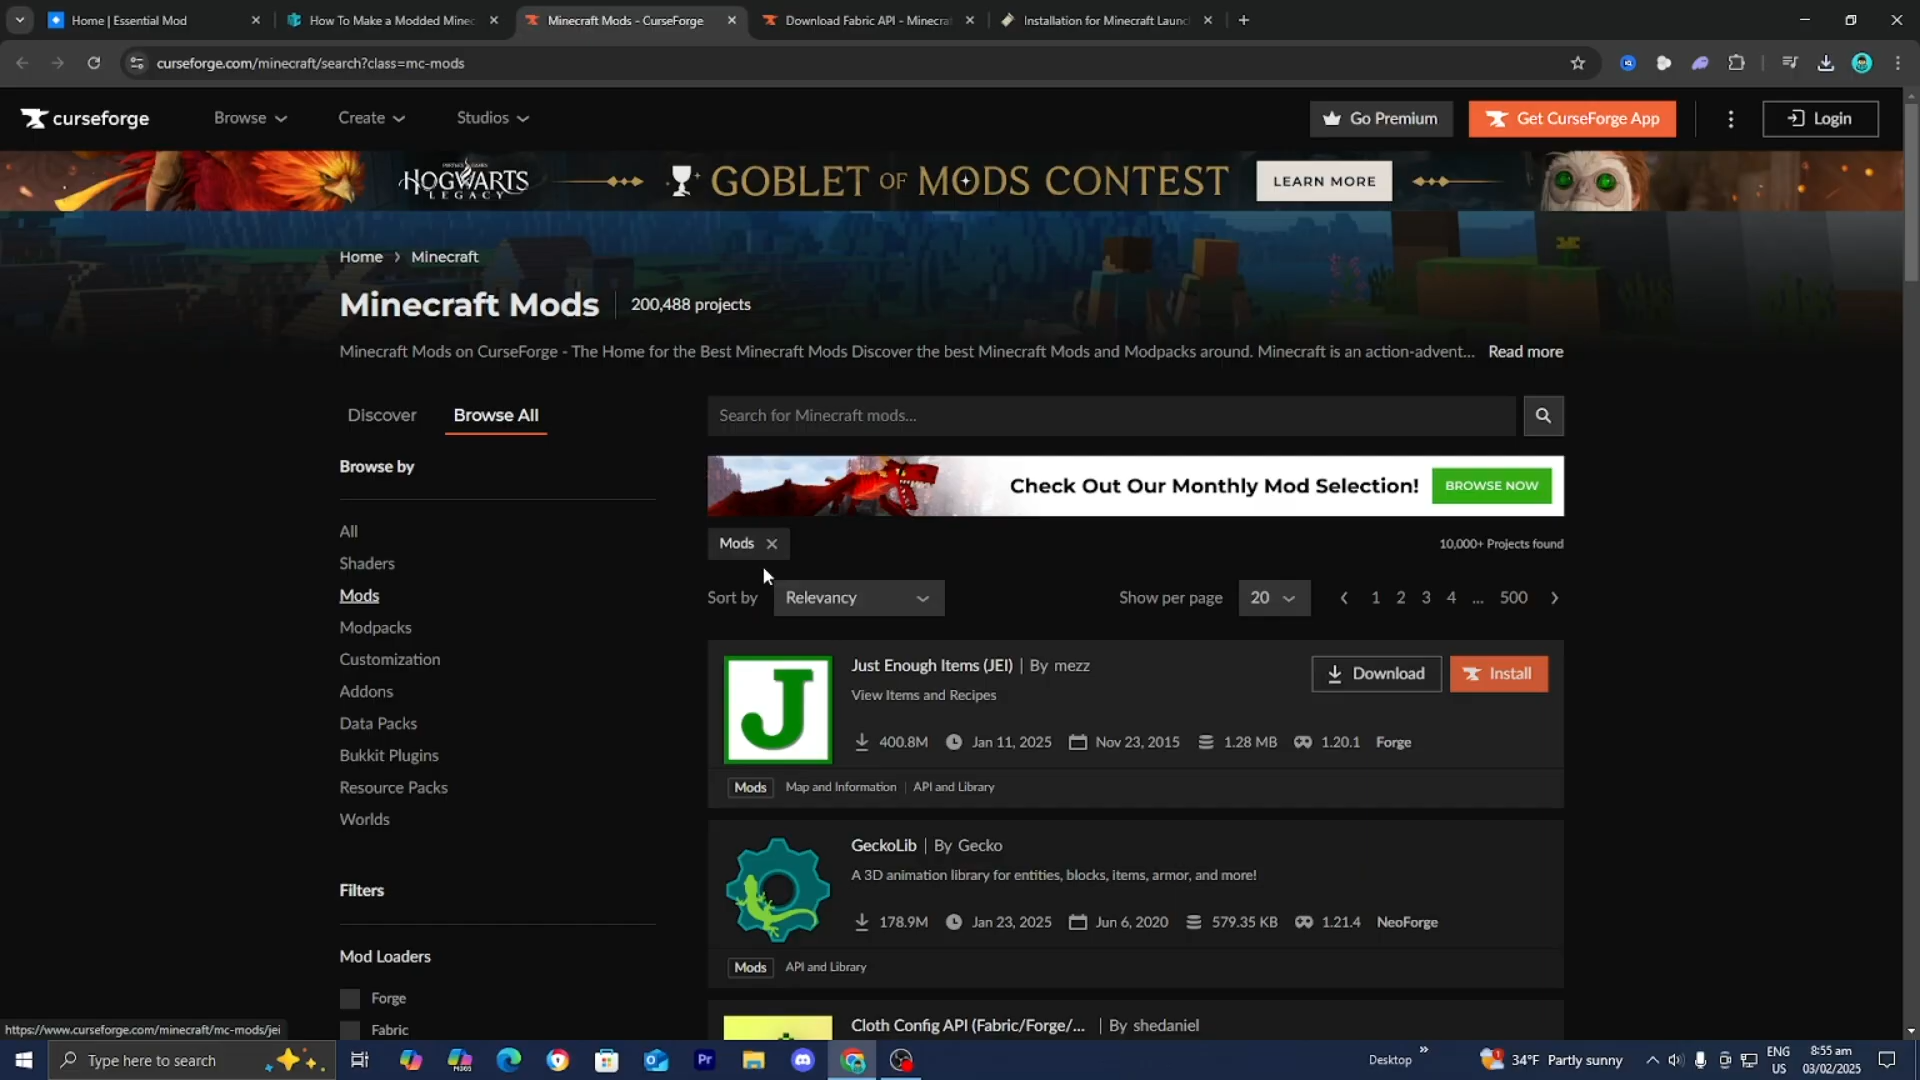 Home | Essential Mod
How To Make a Modded Minec
Minecraft Mods - CurseForge
Download Fabric API - Minecra
Installation for Minecraft Launc
curseforge.com/minecraft/search?class=mc-mods
curseforge
Browse
Create
Studios
Go Premium
Get CurseForge App
Login
HOGWARTS
LEGACY
GOBLET OF MODS CONTEST
LEARN MORE
Home > Minecraft
Minecraft Mods
200,488 projects
Minecraft Mods on CurseForge - The Home for the Best Minecraft Mods Discover the best Minecraft Mods and Modpacks around. Minecraft is an action-advent... Read more
Discover
Browse All
Search for Minecraft mods...
Browse by
Check Out Our Monthly Mod Selection!
BROWSE NOW
All
Shaders
Mods
Modpacks
Customization
Addons
Data Packs
Bukkit Plugins
Resource Packs
Worlds
Filters
Mod Loaders
Forge
Fabric
Mods
10,000+ Projects found
Sort by
Relevancy
Show per page
20
1 2 3 4 ... 500
J
Just Enough Items (JEI) | By mezz
Download
Install
View Items and Recipes
400.8M Jan 11, 2025 Nov 23, 2015 1.28 MB 1.20.1 Forge
Mods Map and Information | API and Library
GeckoLib | By Gecko
A 3D animation library for entities, blocks, items, armor, and more!
178.9M Jan 23, 2025 Jun 6, 2020 579.35 KB 1.21.4 NeoForge
Mods API and Library
Cloth Config API (Fabric/Forge/... | By shedaniel
https://www.curseforge.com/minecraft/mc-mods/jei
Type here to search
M365
Pr
Desktop
34°F Partly sunny
ENG
US
8:55 am
03/02/2025